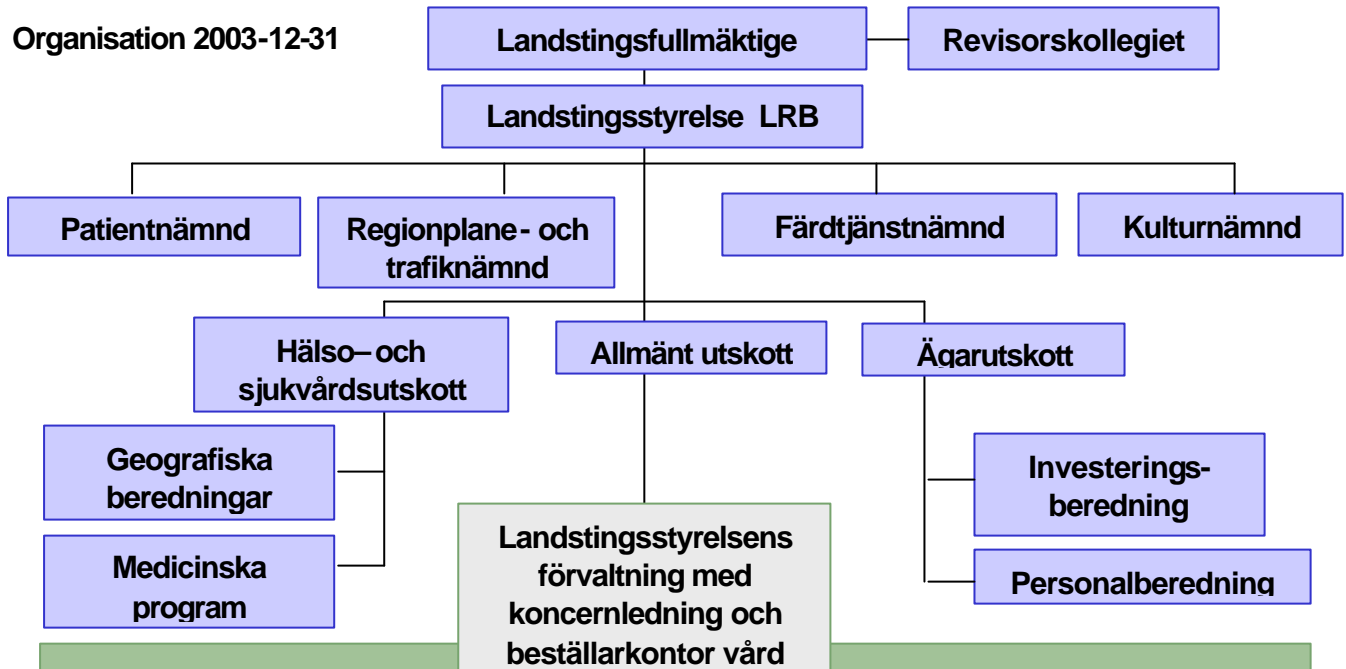 Organisation 2003-12-31
Landstingsfullmäktige
Revisorskollegiet
Landstingsstyrelse LRB
Patientnämnd
Regionplane- och
trafiknämnd
Färdtjänstnämnd
Kulturnämnd
Hälso– och
sjukvårdsutskott
Allmänt utskott
Ägarutskott
Geografiska
beredningar
Medicinska
program
Investerings-
beredning
Personalberedning
Landstingsstyrelsens
förvaltning med
koncernledning och
beställarkontor vård